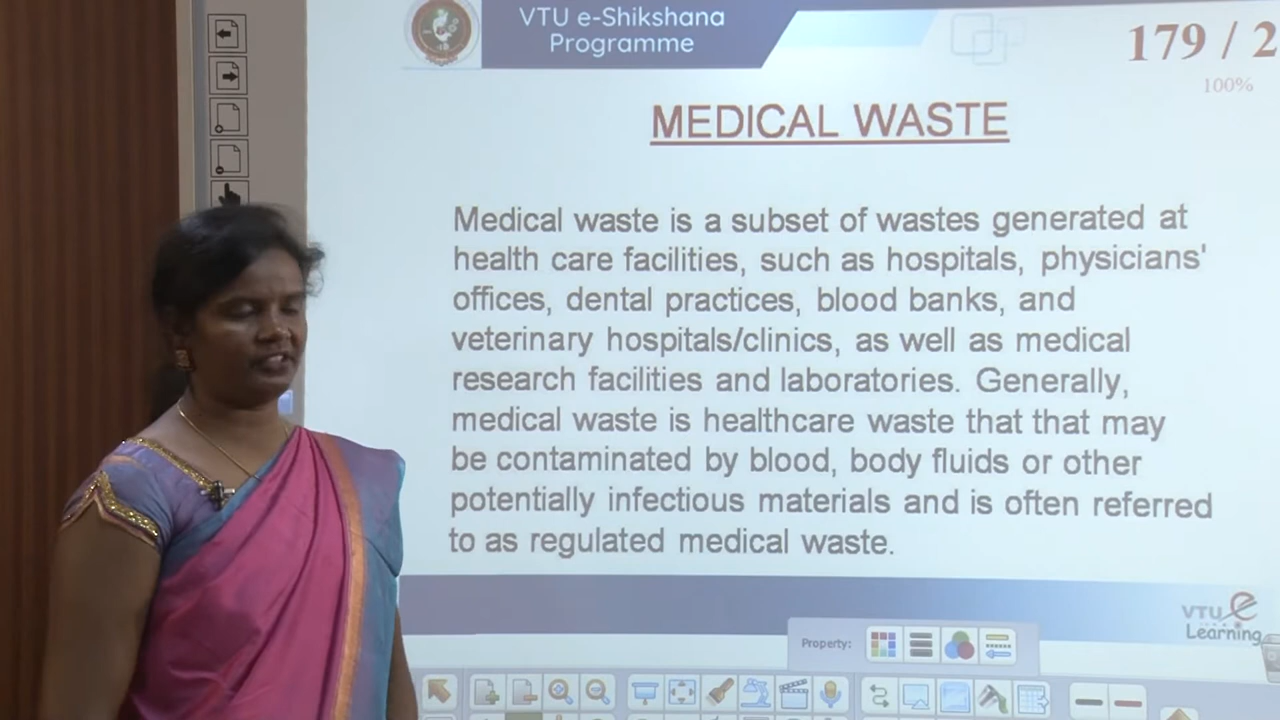 VTU e-Shikshana
Programme
179 / 2
100%
MEDICAL WASTE
Medical waste is a subset of wastes generated at
health care facilities, such as hospitals, physicians'
offices, dental practices, blood banks, and
veterinary hospitals/clinics, as well as medical
research facilities and laboratories. Generally,
medical waste is healthcare waste that that may
be contaminated by blood, body fluids or other
potentially infectious materials and is often referred
to as regulated medical waste.
VTU e
Learning
Property: